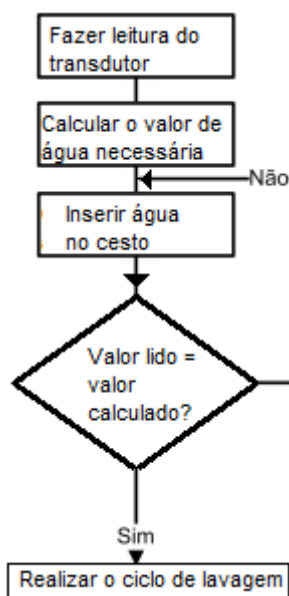 Fazer leitura do
transdutor
Calcular o valor de
água necessária
Não
Inserir água
no cesto
Valor lido =
valor
calculado?
Sim
Realizar o ciclo de lavagem